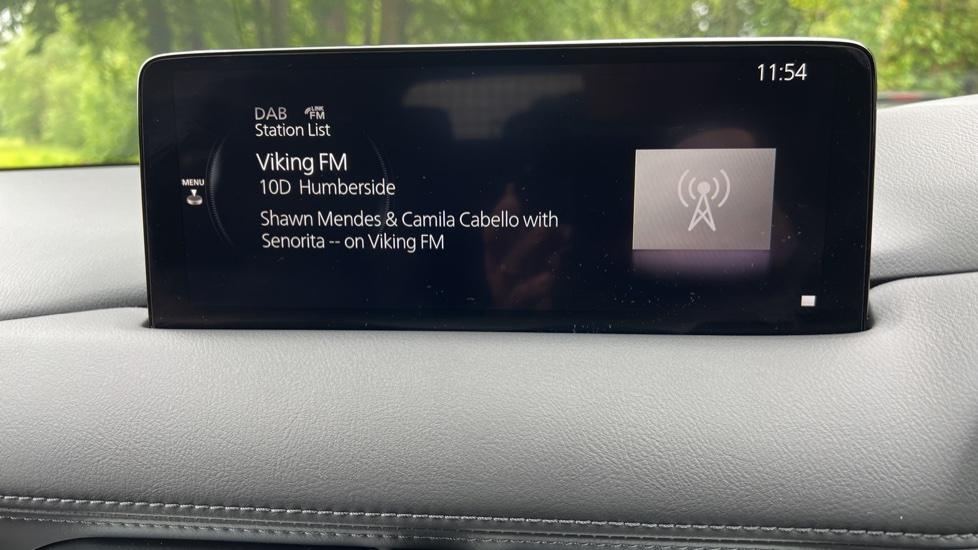 11:54
DAB LINK FM
Station List
Viking FM
MENU
10D Humberside
Shawn Mendes & Camila Cabello with
Senorita -- on Viking FM